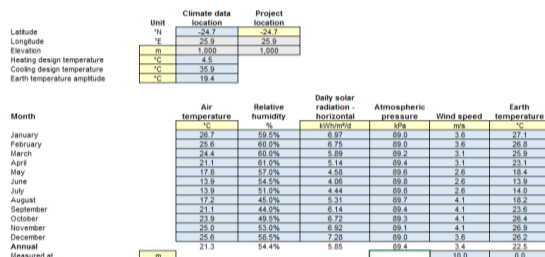 Climate data Project
Unit location location
Latitude °N -24.7 -24.7
Longitude °E 25.9 25.9
Elevation m 1,000 1,000
Heating design temperature °C 4.5
Cooling design temperature °C 35.9
Earth temperature amplitude °C 19.4
Daily solar
Air Relative radiation - Atmospheric Earth
Month temperature humidity horizontal pressure Wind speed temperature
°C % kWh/m²/d kPa m/s °C
January 26.7 59.5% 6.97 89.0 3.6 27.1
February 25.6 60.0% 6.75 89.0 3.6 26.8
March 24.4 60.0% 5.89 89.2 3.1 25.9
April 21.1 61.0% 5.14 89.4 3.1 23.1
May 17.8 57.0% 4.58 89.6 2.6 18.4
June 13.9 54.5% 4.06 89.8 2.6 13.9
July 13.9 51.0% 4.44 89.8 2.6 14.0
August 17.2 45.0% 5.31 89.7 4.1 18.2
September 21.1 44.0% 6.14 89.4 4.1 23.6
October 23.9 49.5% 6.72 89.3 4.1 26.4
November 25.0 53.0% 6.92 89.1 4.1 26.9
December 25.6 58.5% 7.28 89.0 3.6 26.2
Annual 21.3 54.4% 5.85 89.4 3.4 22.5
Measured at m 10.0 0.0